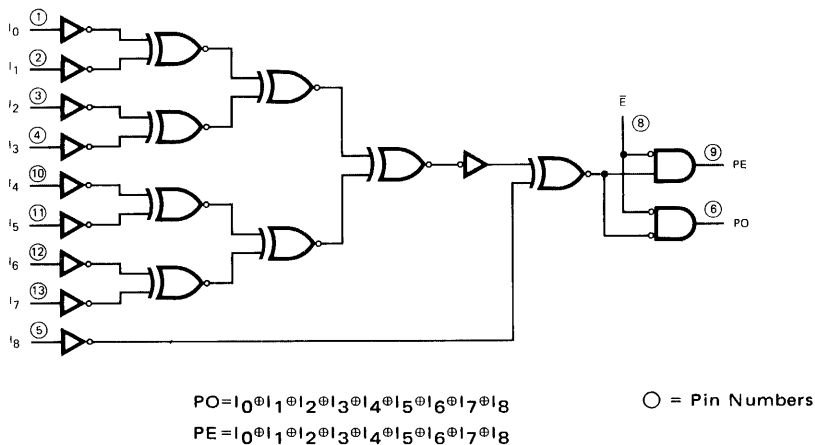 I0 ①
I1 ②
I2 ③
I3 ④
I4 ⑩
I5 ⑪
I6 ⑫
I7 ⑬
I8 ⑤
E̅
⑧
⑨ PE
⑥ PO
PO=I0⊕I1⊕I2⊕I3⊕I4⊕I5⊕I6⊕I7⊕I8
PE=I0⊕I1⊕I2⊕I3⊕I4⊕I5⊕I6⊕I7⊕I8
○ = Pin Numbers